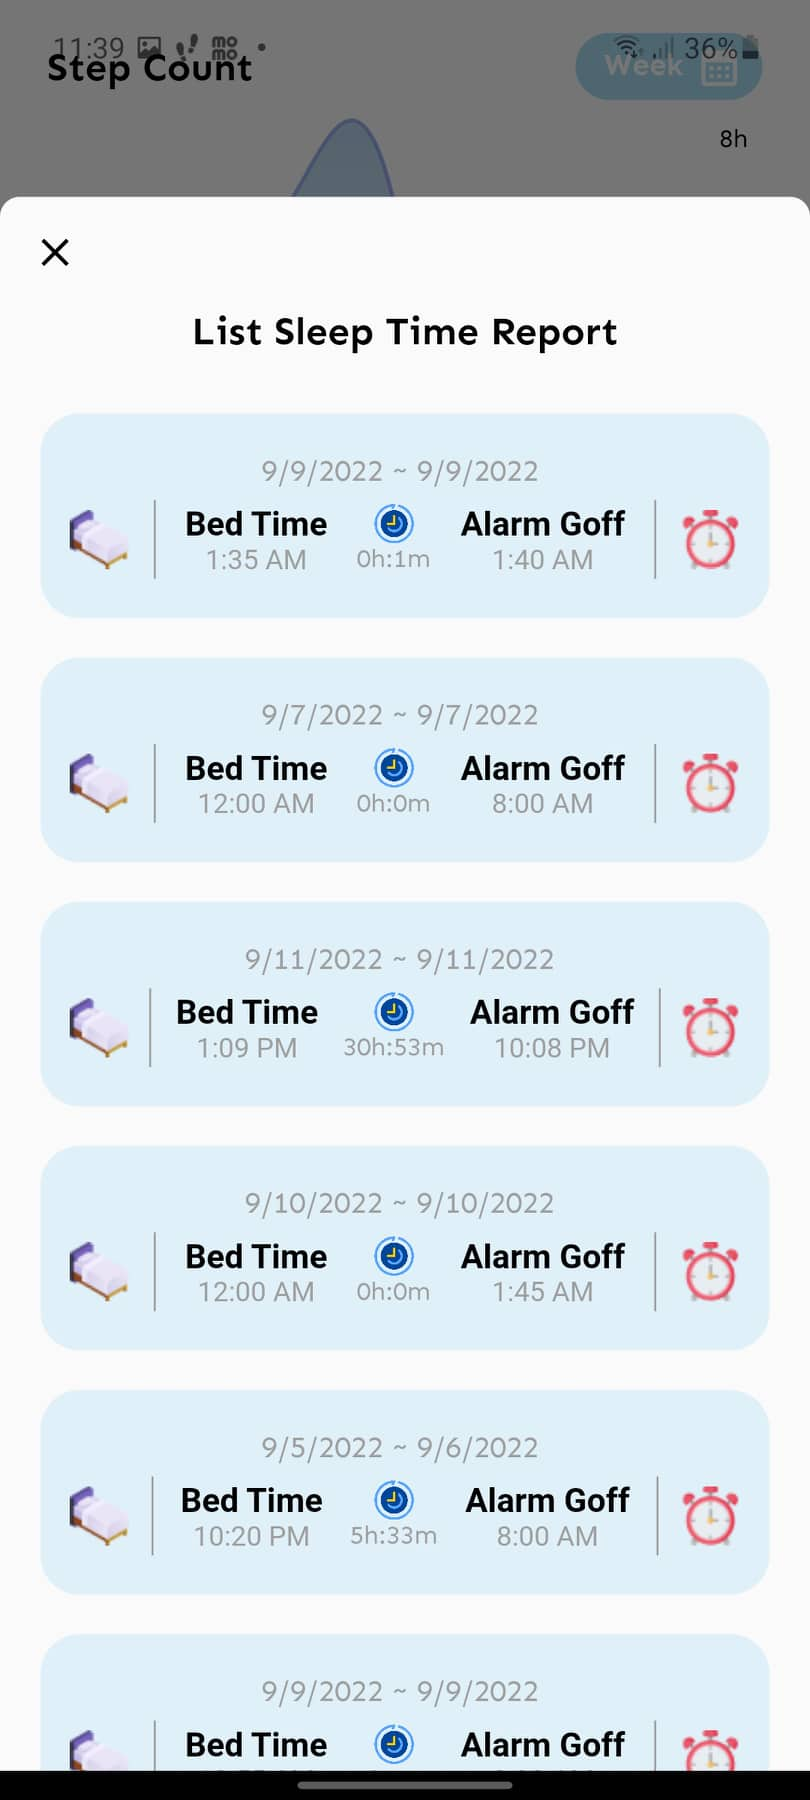 11:39 36%
Step Count Week
8h
List Sleep Time Report
9/9/2022 ~ 9/9/2022
Bed Time Alarm Goff
1:35 AM 0h:1m 1:40 AM
9/7/2022 ~ 9/7/2022
Bed Time Alarm Goff
12:00 AM 0h:0m 8:00 AM
9/11/2022 ~ 9/11/2022
Bed Time Alarm Goff
1:09 PM 30h:53m 10:08 PM
9/10/2022 ~ 9/10/2022
Bed Time Alarm Goff
12:00 AM 0h:0m 1:45 AM
9/5/2022 ~ 9/6/2022
Bed Time Alarm Goff
10:20 PM 5h:33m 8:00 AM
9/9/2022 ~ 9/9/2022
Bed Time Alarm Goff